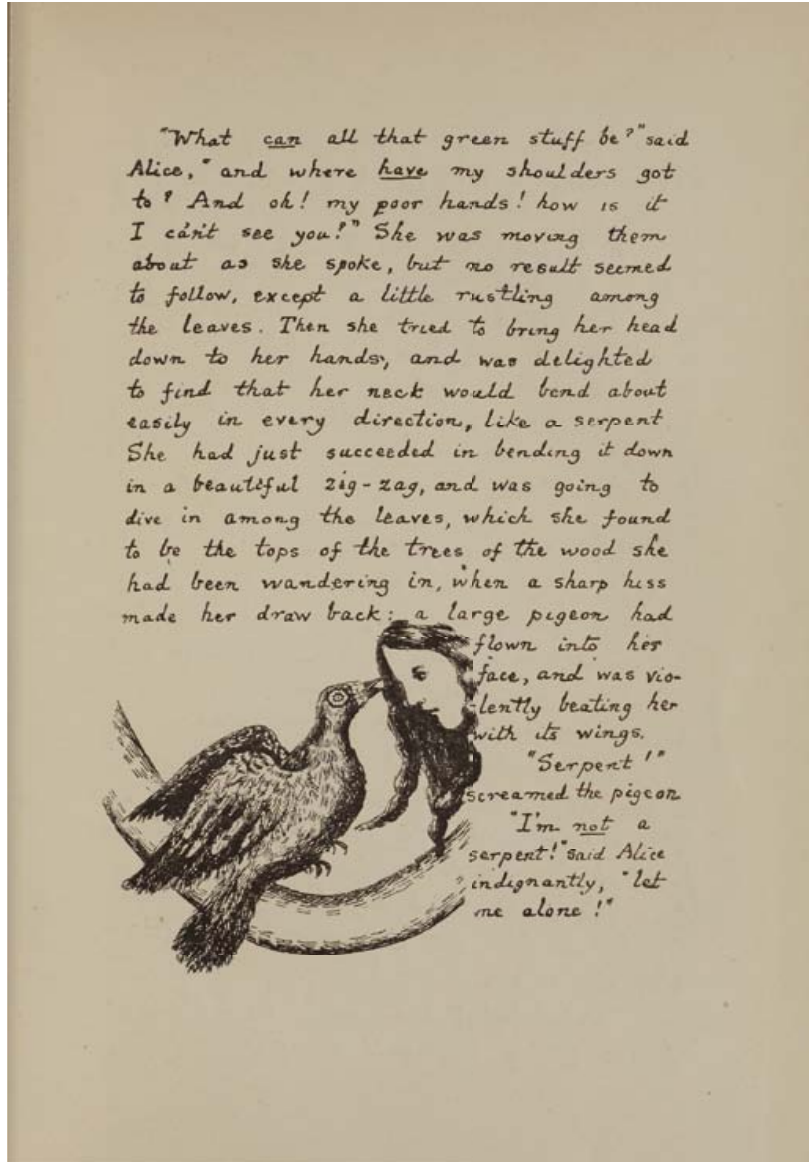 "What can all that green stuff be?" said
Alice, "and where have my shoulders got
to? And oh! my poor hands! how is it
I can't see you?" She was moving them
about as she spoke, but no result seemed
to follow, except a little rustling among
the leaves. Then she tried to bring her head
down to her hands, and was delighted
to find that her neck would bend about
easily in every direction, like a serpent
She had just succeeded in bending it down
in a beautiful zig-zag, and was going to
dive in among the leaves, which she found
to be the tops of the trees of the wood she
had been wandering in, when a sharp hiss
made her draw back: a large pigeon had
flown into her
face, and was vio-
lently beating her
with its wings.
"Serpent!"
screamed the pigeon
"I'm not a
serpent!" said Alice
indignantly, "let
me alone!"